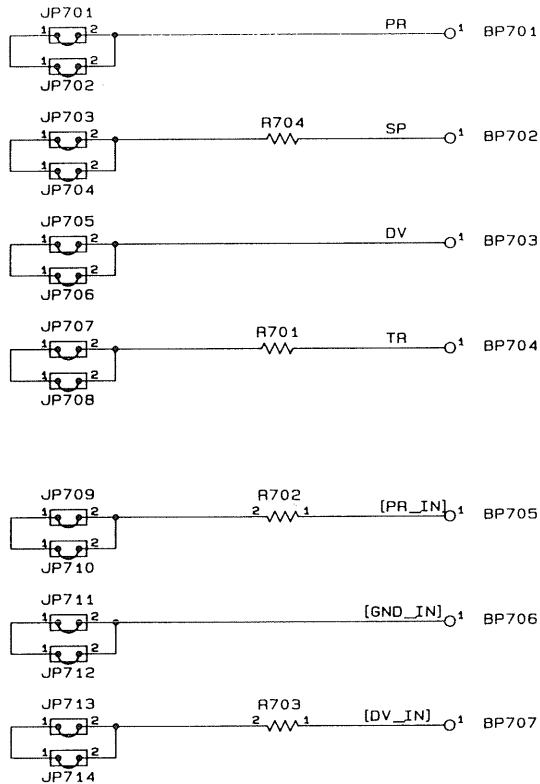 JP701
1 2 PR 1 BP701
1 2
JP702
JP703 R704
1 2 SP 1 BP702
1 2
JP704
JP705
1 2 DV 1 BP703
1 2
JP706
JP707 R701
1 2 TR 1 BP704
1 2
JP708
JP709 R702
1 2 2 1 [PR_IN] 1 BP705
1 2
JP710
JP711
1 2 [GND_IN] 1 BP706
1 2
JP712
JP713 R703
1 2 2 1 [DV_IN] 1 BP707
1 2
JP714